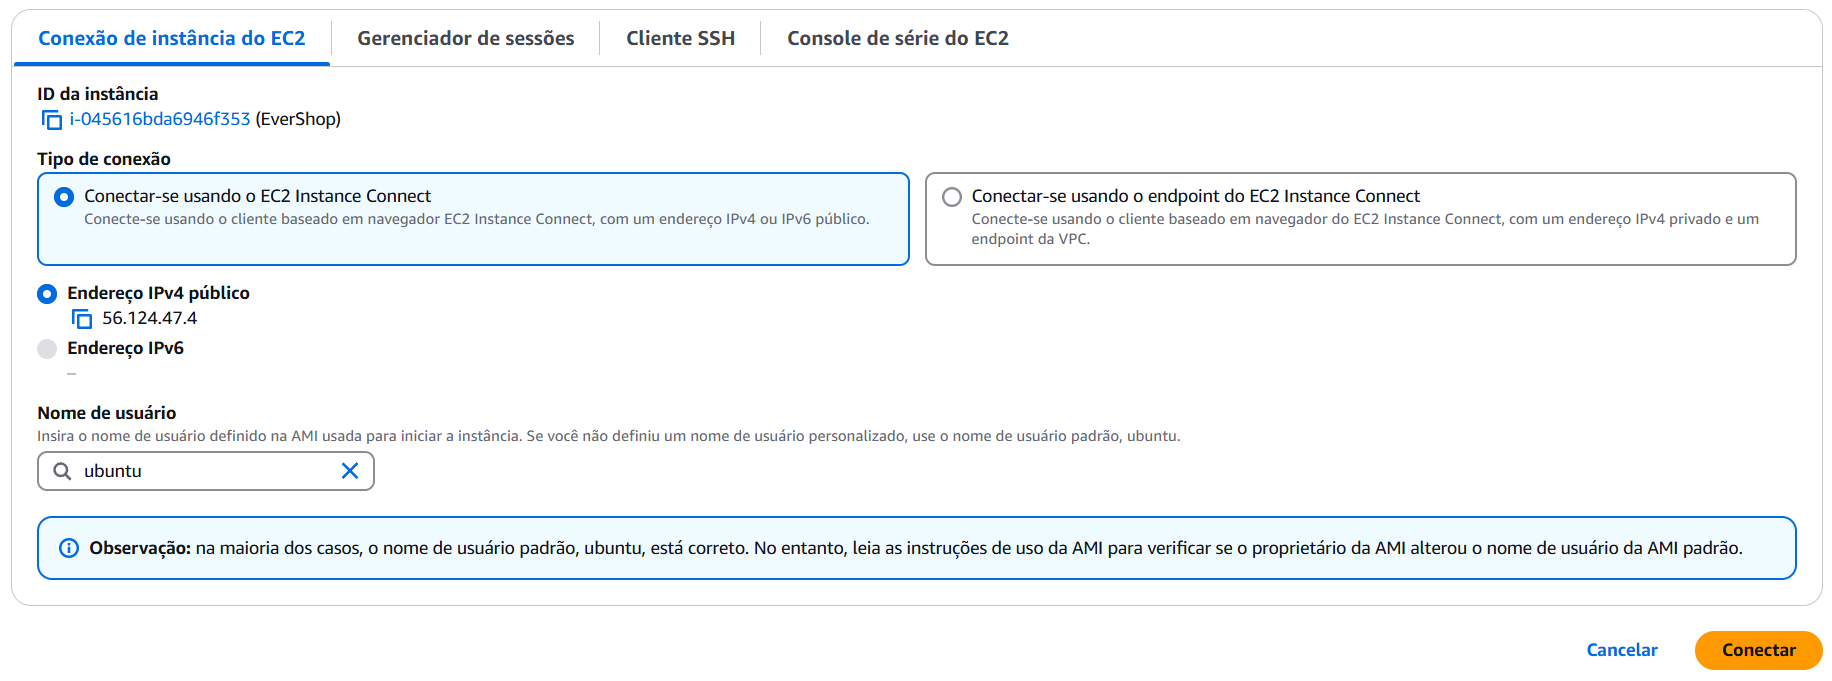 Conexão de instância do EC2
Gerenciador de sessões
Cliente SSH
Console de série do EC2
ID da instância
i-045616bda6946f353 (EverShop)
Tipo de conexão
Conectar-se usando o EC2 Instance Connect
Conecte-se usando o cliente baseado em navegador EC2 Instance Connect, com um endereço IPv4 ou IPv6 público.
Conectar-se usando o endpoint do EC2 Instance Connect
Conecte-se usando o cliente baseado em navegador do EC2 Instance Connect, com um endereço IPv4 privado e um
endpoint da VPC.
Endereço IPv4 público
56.124.47.4
Endereço IPv6
–
Nome de usuário
Insira o nome de usuário definido na AMI usada para iniciar a instância. Se você não definiu um nome de usuário personalizado, use o nome de usuário padrão, ubuntu.
ubuntu
Observação: na maioria dos casos, o nome de usuário padrão, ubuntu, está correto. No entanto, leia as instruções de uso da AMI para verificar se o proprietário da AMI alterou o nome de usuário da AMI padrão.
Cancelar
Conectar